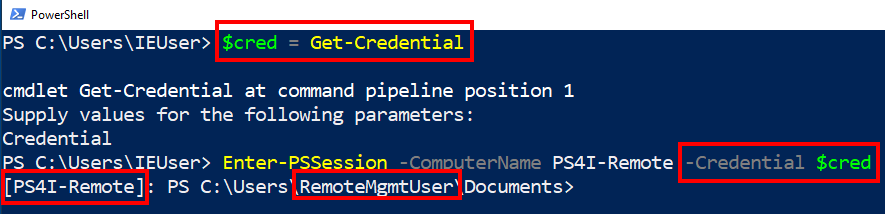 PowerShell
PS C:\Users\IEUser> $cred = Get-Credential
cmdlet Get-Credential at command pipeline position 1
Supply values for the following parameters:
Credential
PS C:\Users\IEUser> Enter-PSSession -ComputerName PS4I-Remote -Credential $cred
[PS4I-Remote]: PS C:\Users\RemoteMgmtUser\Documents>